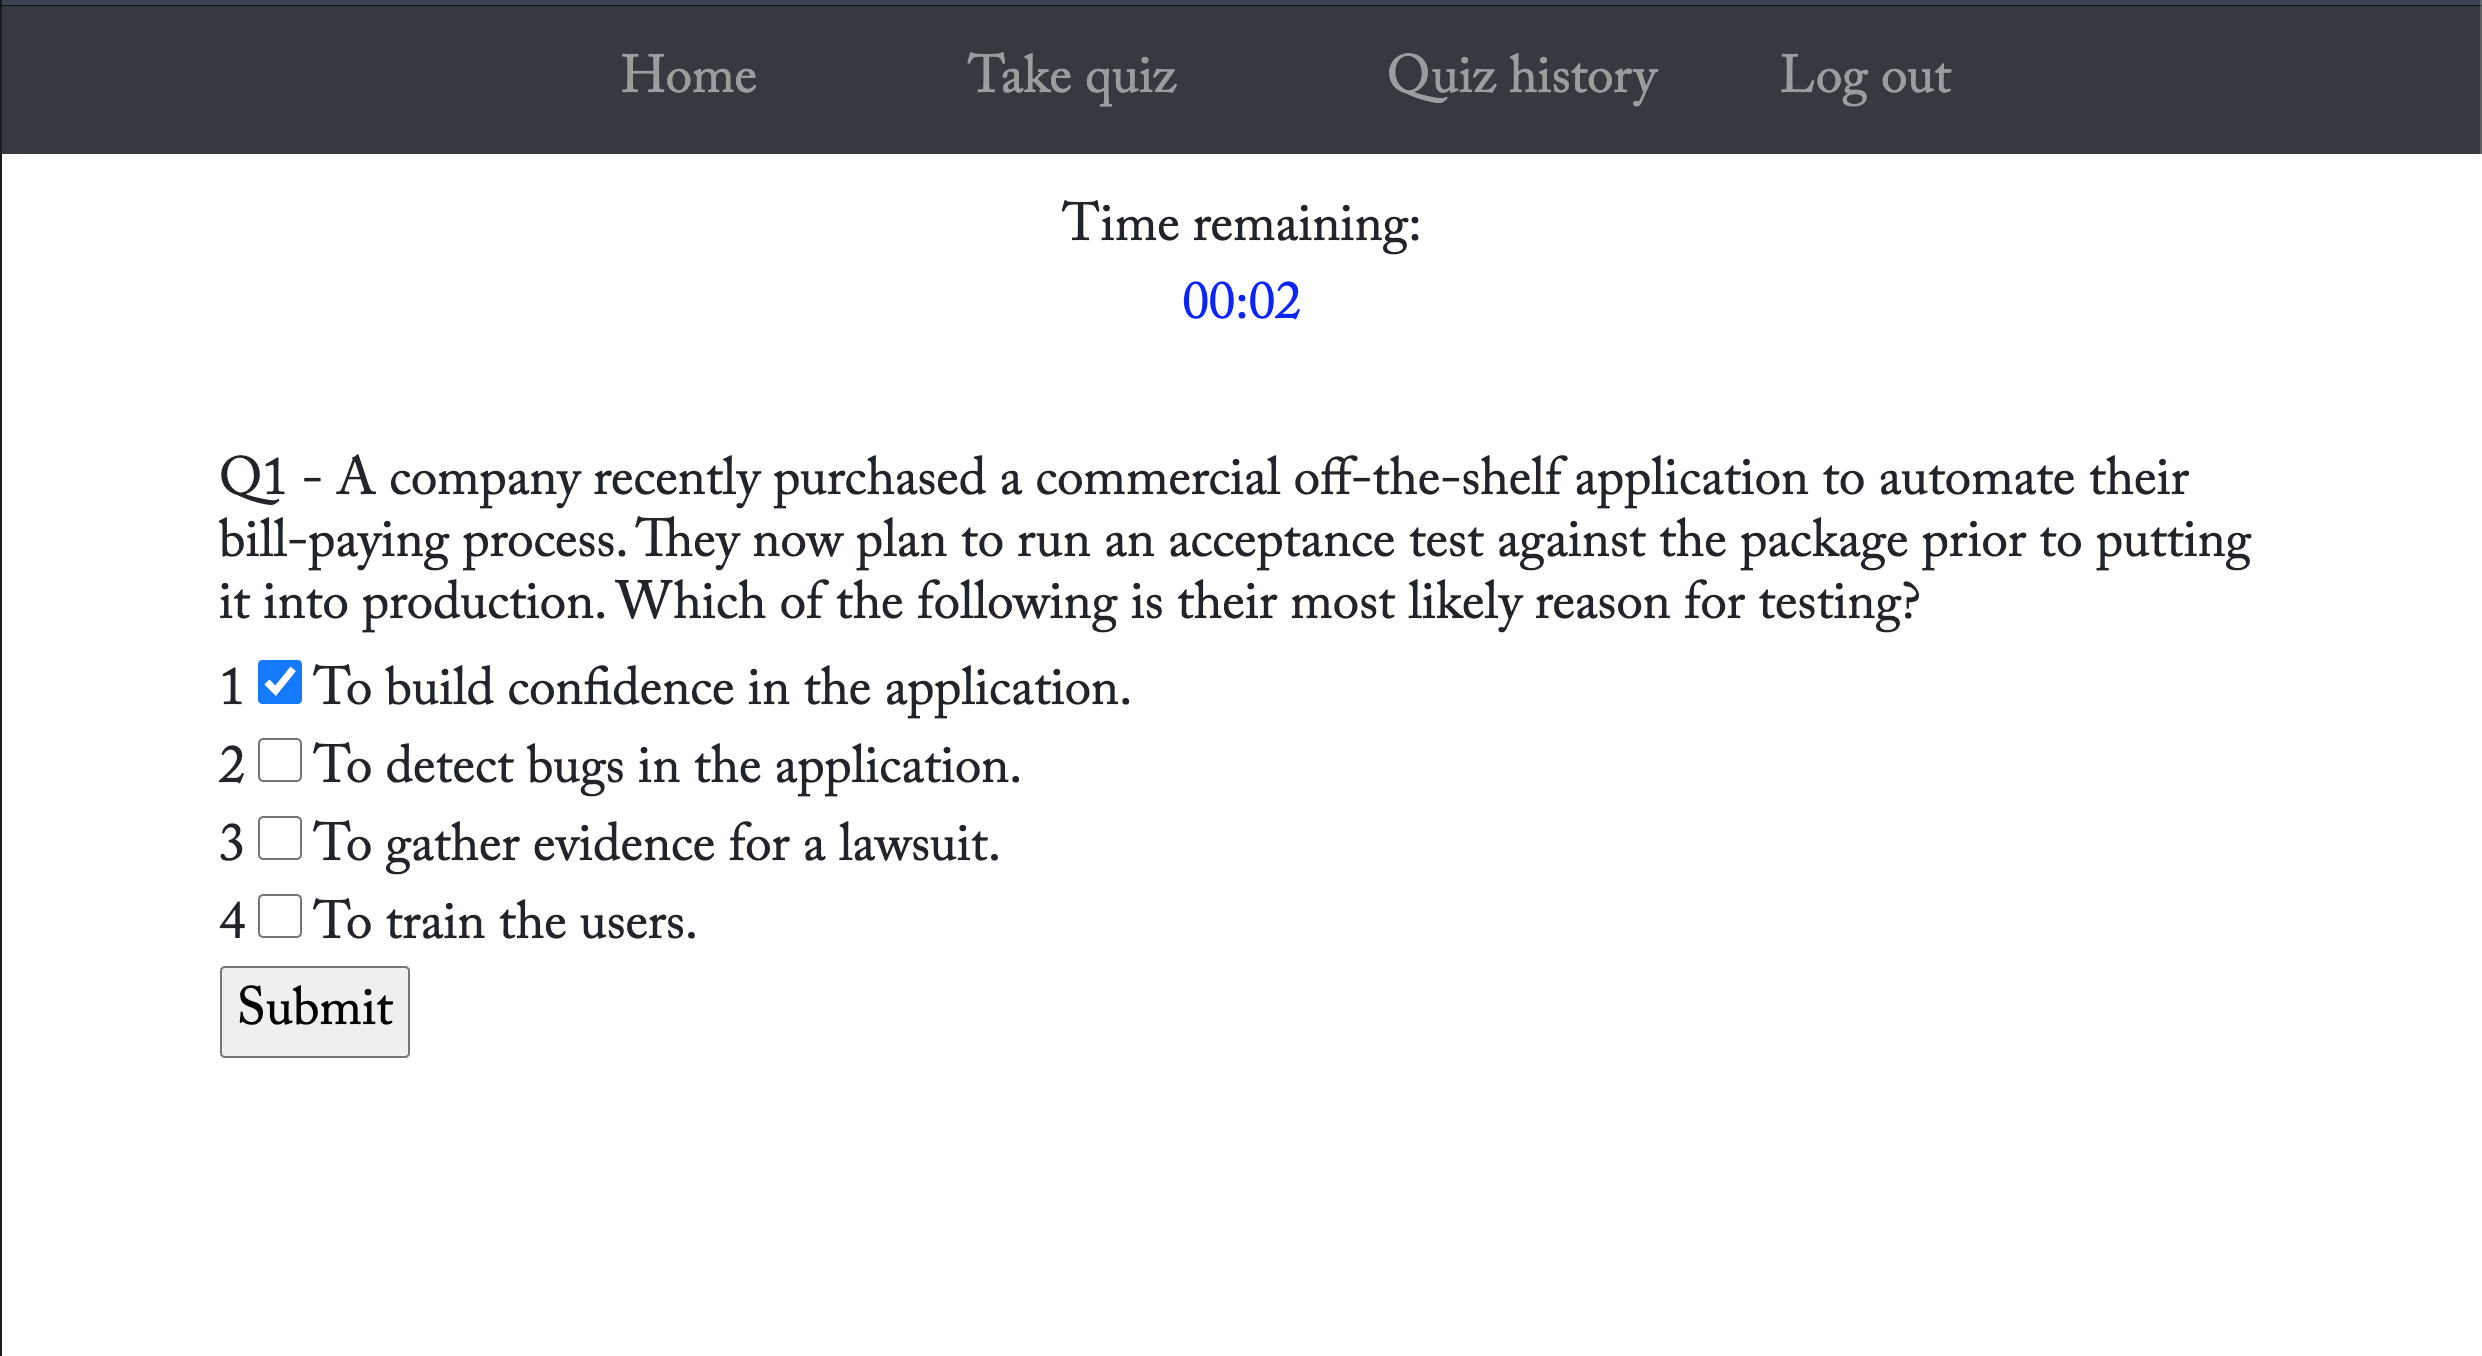 Home Take quiz Quiz history Log out
Time remaining:
00:02
Q1 - A company recently purchased a commercial off-the-shelf application to automate their
bill-paying process. They now plan to run an acceptance test against the package prior to putting
it into production. Which of the following is their most likely reason for testing?
1 To build confidence in the application.
2 To detect bugs in the application.
3 To gather evidence for a lawsuit.
4 To train the users.
Submit